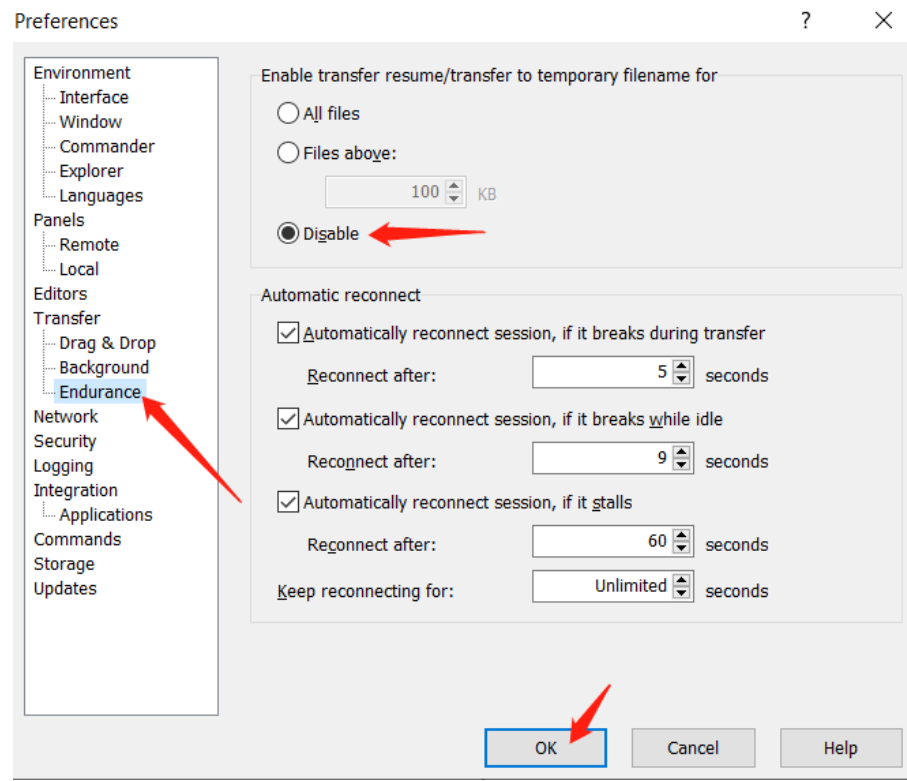 Preferences
?
Environment
Interface
Window
Commander
Explorer
Languages
Panels
Remote
Local
Editors
Transfer
Drag & Drop
Background
Endurance
Network
Security
Logging
Integration
Applications
Commands
Storage
Updates
Enable transfer resume/transfer to temporary filename for
All files
Files above:
100 KB
Disable
Automatic reconnect
Automatically reconnect session, if it breaks during transfer
Reconnect after: 5 seconds
Automatically reconnect session, if it breaks while idle
Reconnect after: 9 seconds
Automatically reconnect session, if it stalls
Reconnect after: 60 seconds
Keep reconnecting for: Unlimited seconds
OK Cancel Help